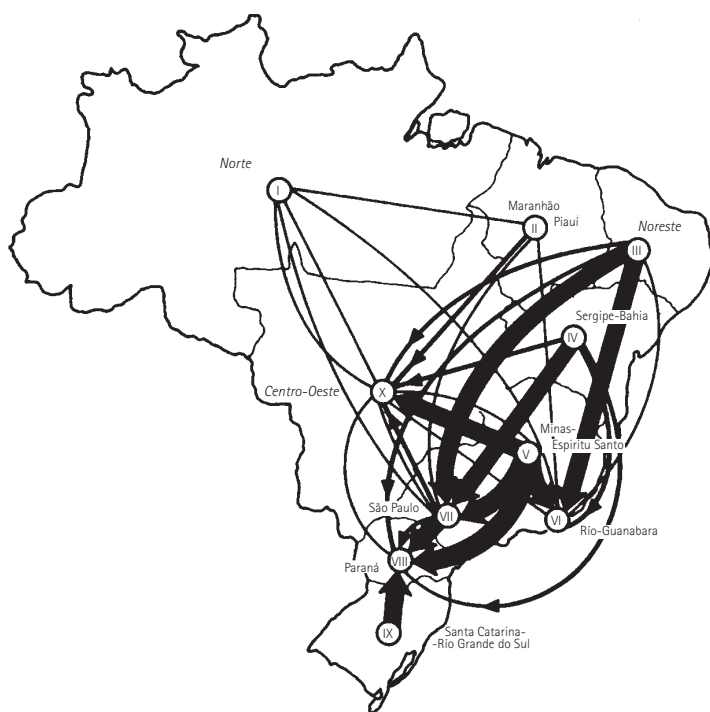 Norte
I
Maranhão
Piauí
II
Noreste
III
Sergipe-Bahia
IV
Centro-Oeste
X
Minas-
Espiritu Santo
V
São Paulo
VII
VI
Río-Guanabara
VIII
Paraná
IX
Santa Catarina-
-Río Grande do Sul